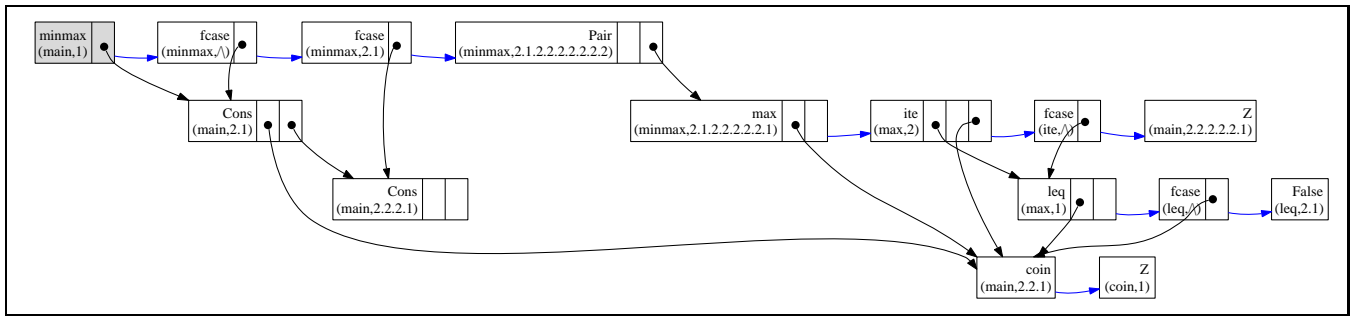 minmax
(main,1)
fcase
(minmax,/\)
fcase
(minmax,2.1)
Pair
(minmax,2.1.2.2.2.2.2.2.2)
Cons
(main,2.1)
max
(minmax,2.1.2.2.2.2.2.1)
ite
(max,2)
fcase
(ite,/\)
Z
(main,2.2.2.2.2.1)
Cons
(main,2.2.2.1)
leq
(max,1)
fcase
(leq,/\)
False
(leq,2.1)
coin
(main,2.2.1)
Z
(coin,1)